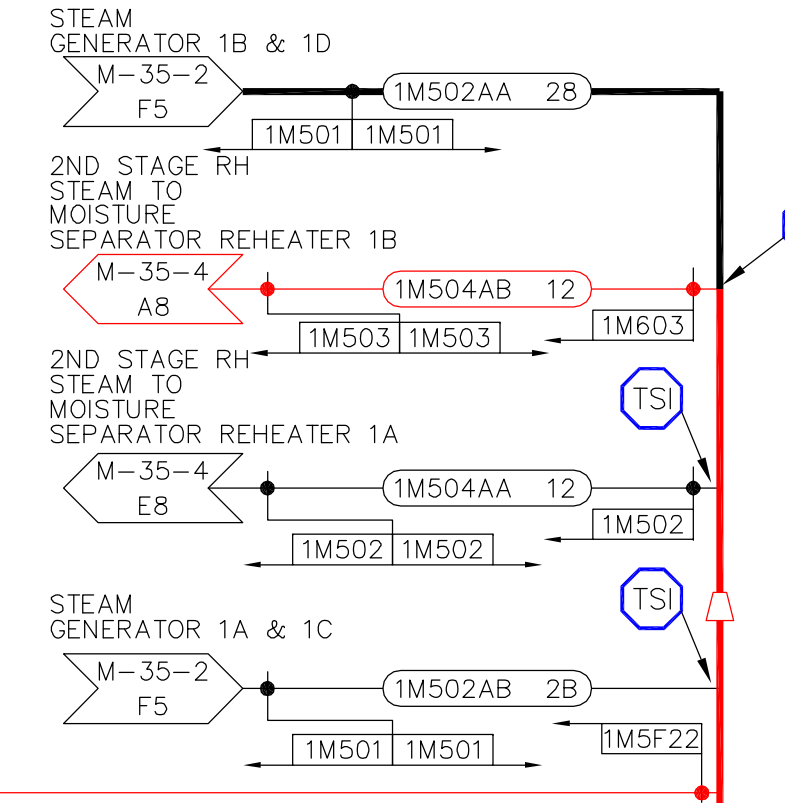 STEAM
GENERATOR 1B & 1D
M-35-2
F5
1M502AA 28
1M501 1M501
2ND STAGE RH
STEAM TO
MOISTURE
SEPARATOR REHEATER 1B
M-35-4
A8
1M504AB 12
1M503 1M503
1M603
2ND STAGE RH
STEAM TO
MOISTURE
SEPARATOR REHEATER 1A
TSI
M-35-4
E8
1M504AA 12
1M502 1M502
1M502
STEAM
GENERATOR 1A & 1C
TSI
M-35-2
F5
1M502AB 2B
1M501 1M501
1M5F22